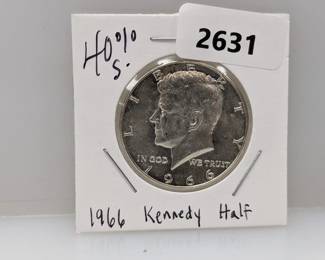 2631
40%
S.
LIBERTY
IN GOD WE TRUST
1966
1966 Kennedy Half